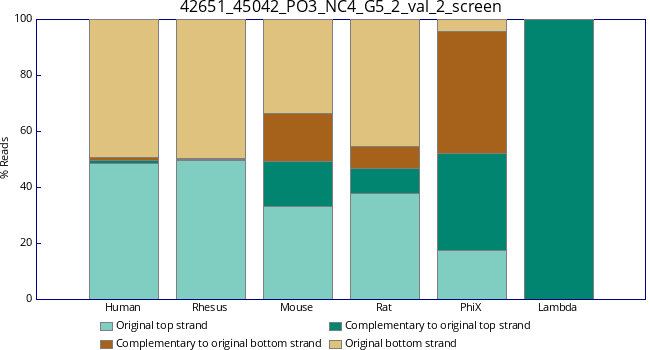 42651_45042_PO3_NC4_G5_2_val_2_screen
100
80
60
40
20
0
% Reads
Human Rhesus Mouse Rat PhiX Lambda
Original top strand Complementary to original top strand
Complementary to original bottom strand Original bottom strand